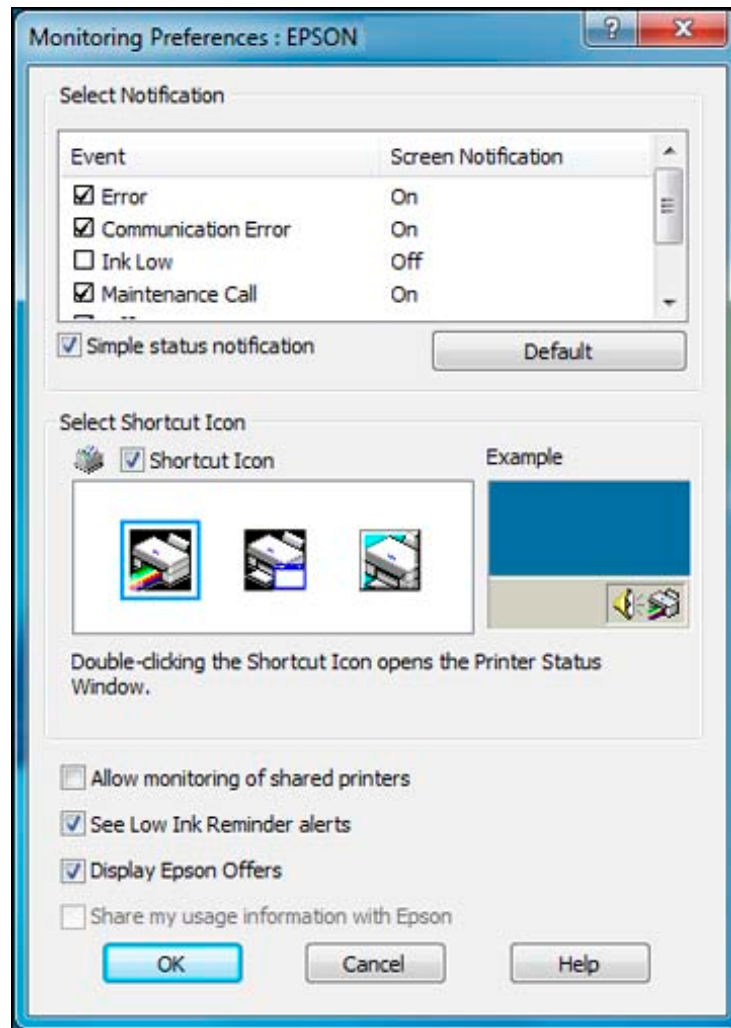 Monitoring Preferences : EPSON
Select Notification
Event Screen Notification
Error On
Communication Error On
Ink Low Off
Maintenance Call On
Simple status notification Default
Select Shortcut Icon
Shortcut Icon Example
Double-clicking the Shortcut Icon opens the Printer Status
Window.
Allow monitoring of shared printers
See Low Ink Reminder alerts
Display Epson Offers
Share my usage information with Epson
OK Cancel Help